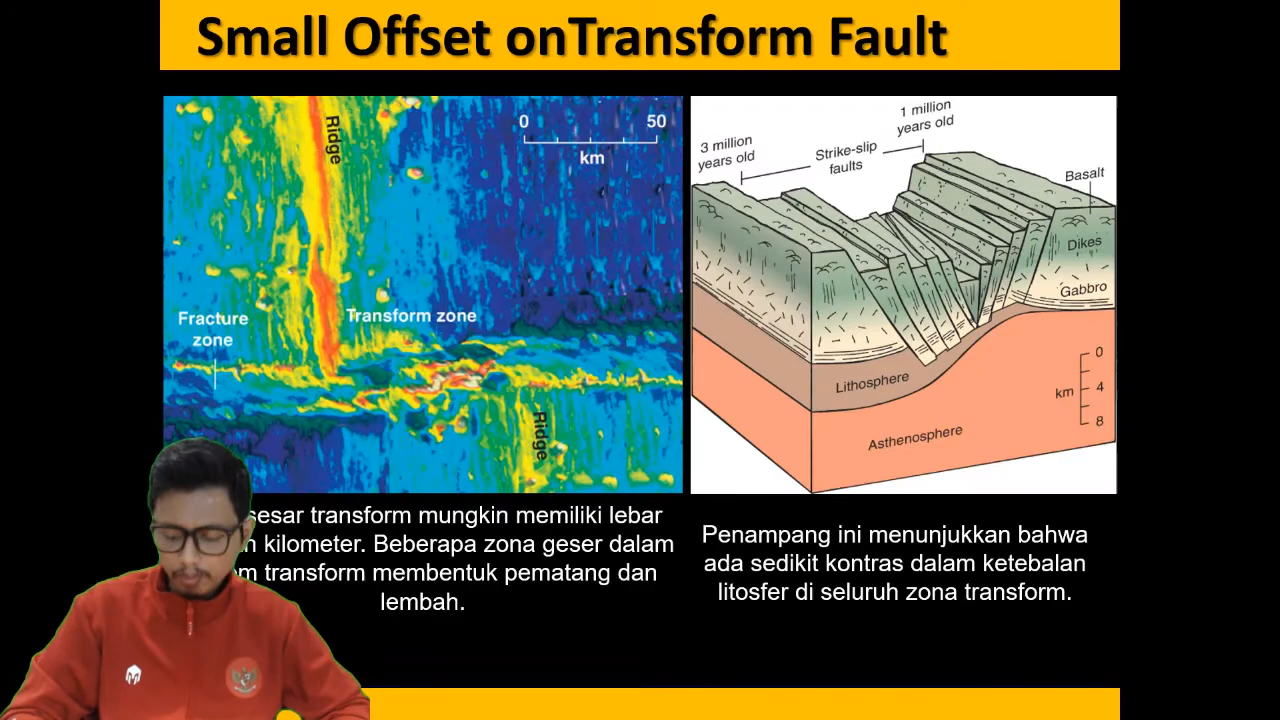 Small Offset onTransform Fault
Ridge
0 50
km
Fracture
zone
Transform zone
Ridge
3 million
years old
Strike-slip
faults
1 million
years old
Basalt
Dikes
Gabbro
Lithosphere
Asthenosphere
km
0
4
8
sesar transform mungkin memiliki lebar
kilometer. Beberapa zona geser dalam
transform membentuk pematang dan
lembah.
Penampang ini menunjukkan bahwa
ada sedikit kontras dalam ketebalan
litosfer di seluruh zona transform.